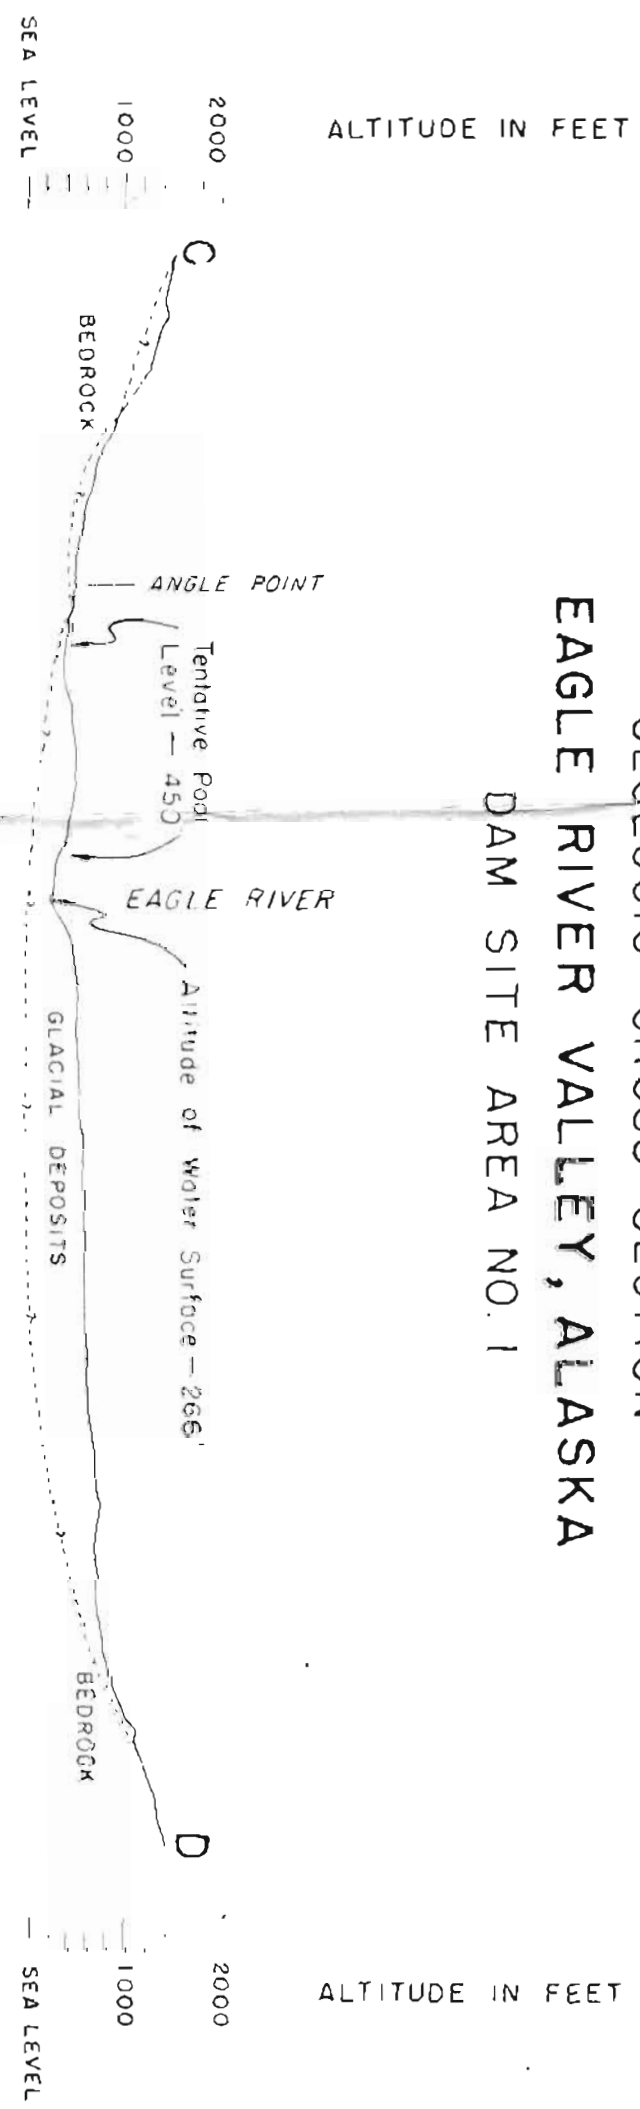 EAGLE RIVER VALLEY, ALASKA
DAM SITE AREA NO. 1
ALTITUDE IN FEET
2000
1000
SEA LEVEL
C
BEDROCK
ANGLE POINT
Tentative Pool
Level — 450
EAGLE RIVER
Altitude of Water Surface — 266'
GLACIAL DEPOSITS
BEDROCK
D
ALTITUDE IN FEET
2000
1000
SEA LEVEL